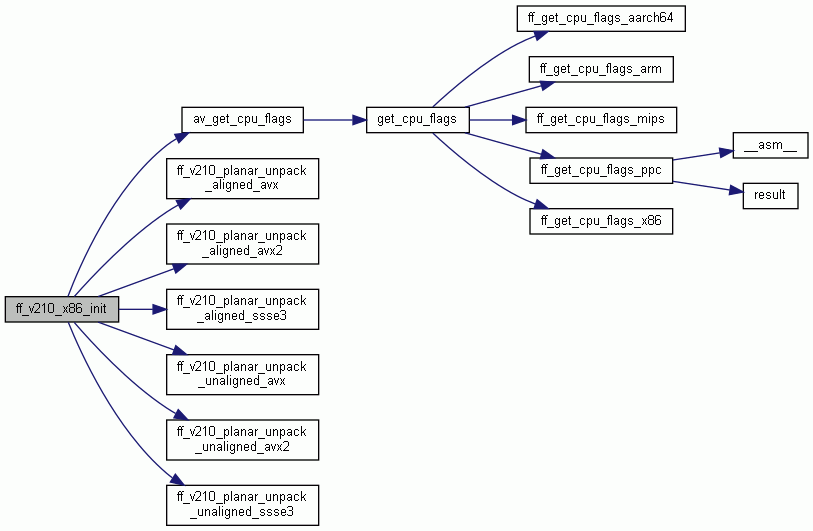 ff_get_cpu_flags_aarch64
ff_get_cpu_flags_arm
av_get_cpu_flags
get_cpu_flags
ff_get_cpu_flags_mips
__asm__
ff_v210_planar_unpack
_aligned_avx
ff_get_cpu_flags_ppc
result
ff_v210_planar_unpack
_aligned_avx2
ff_get_cpu_flags_x86
ff_v210_x86_init
ff_v210_planar_unpack
_aligned_ssse3
ff_v210_planar_unpack
_unaligned_avx
ff_v210_planar_unpack
_unaligned_avx2
ff_v210_planar_unpack
_unaligned_ssse3